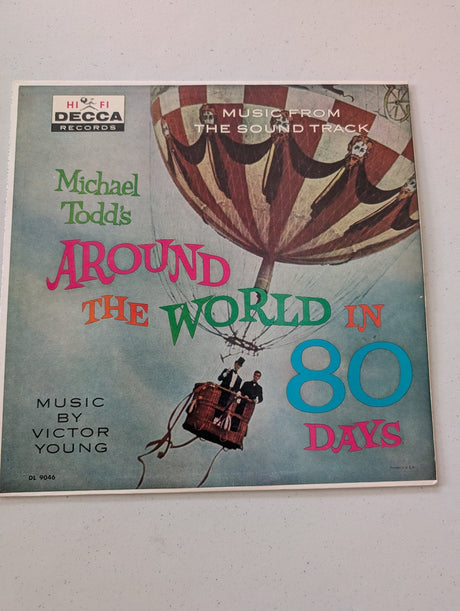 HI FI
DECCA
RECORDS
MUSIC FROM
THE SOUND TRACK
Michael
Todd's
AROUND
THE WORLD IN
80
DAYS
MUSIC
BY
VICTOR
YOUNG
DL 9046